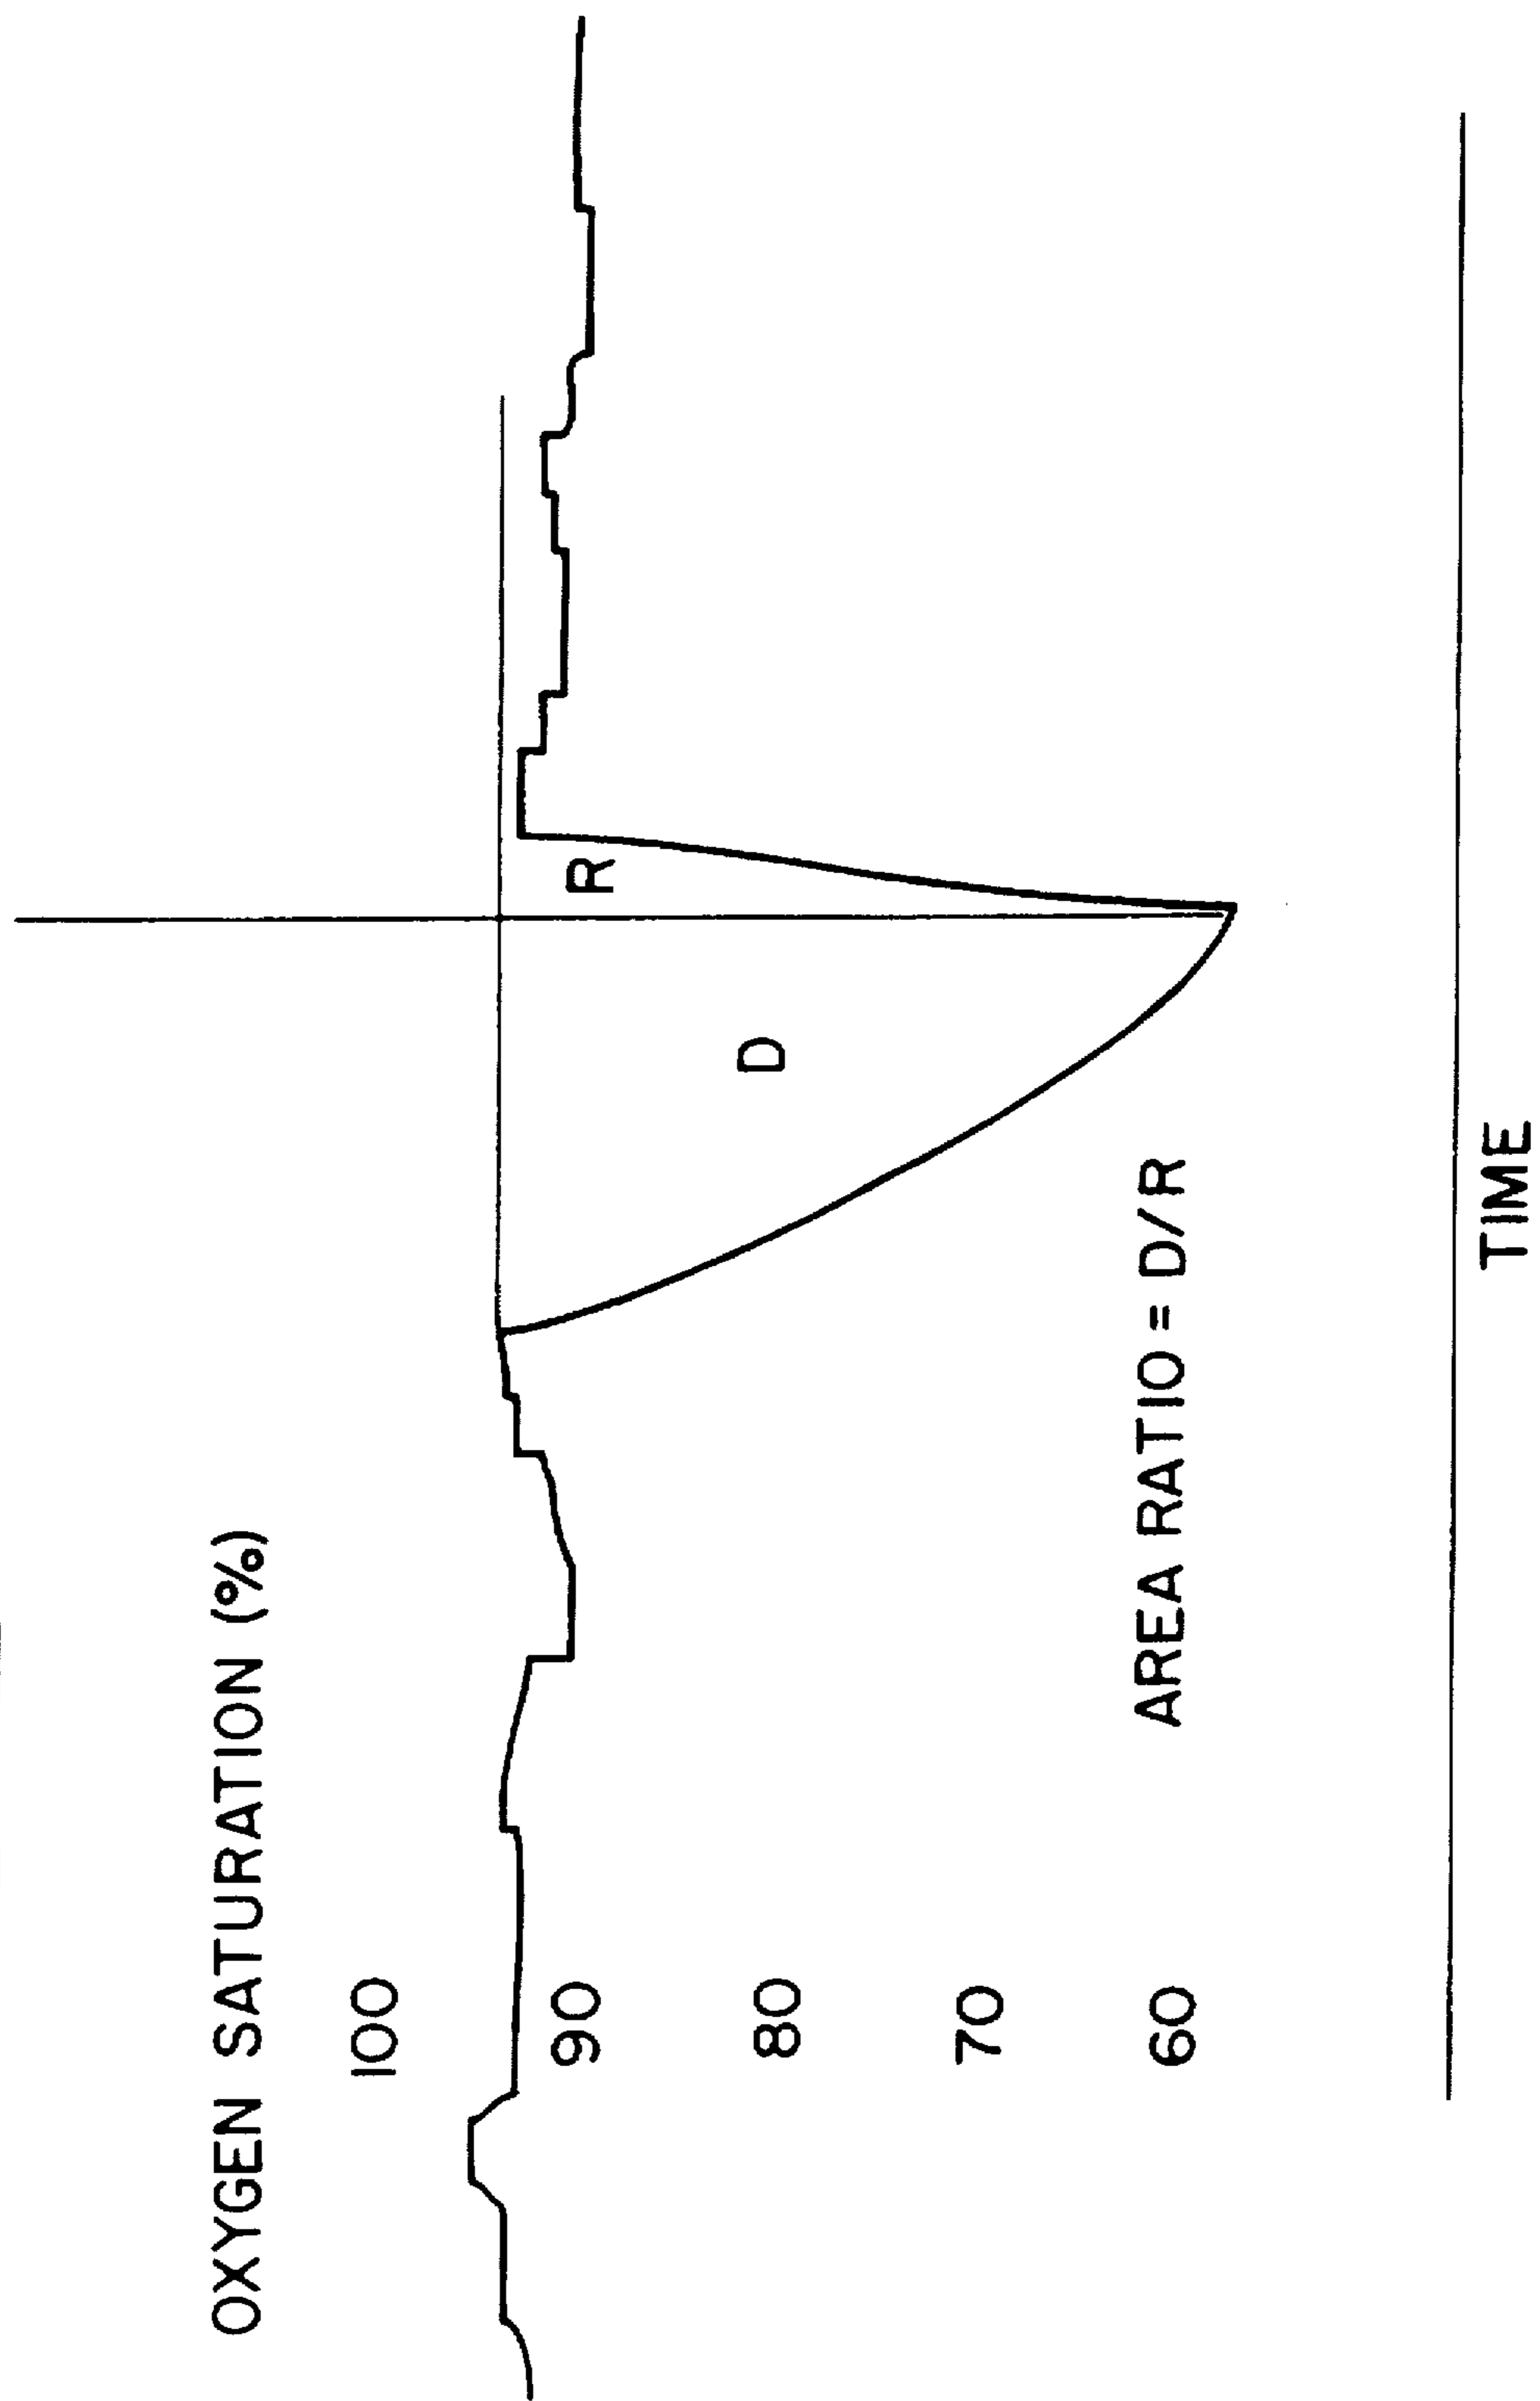 OXYGEN SATURATION (%)
100
90
80
70
60
R
D
AREA RATIO = D/R
TIME